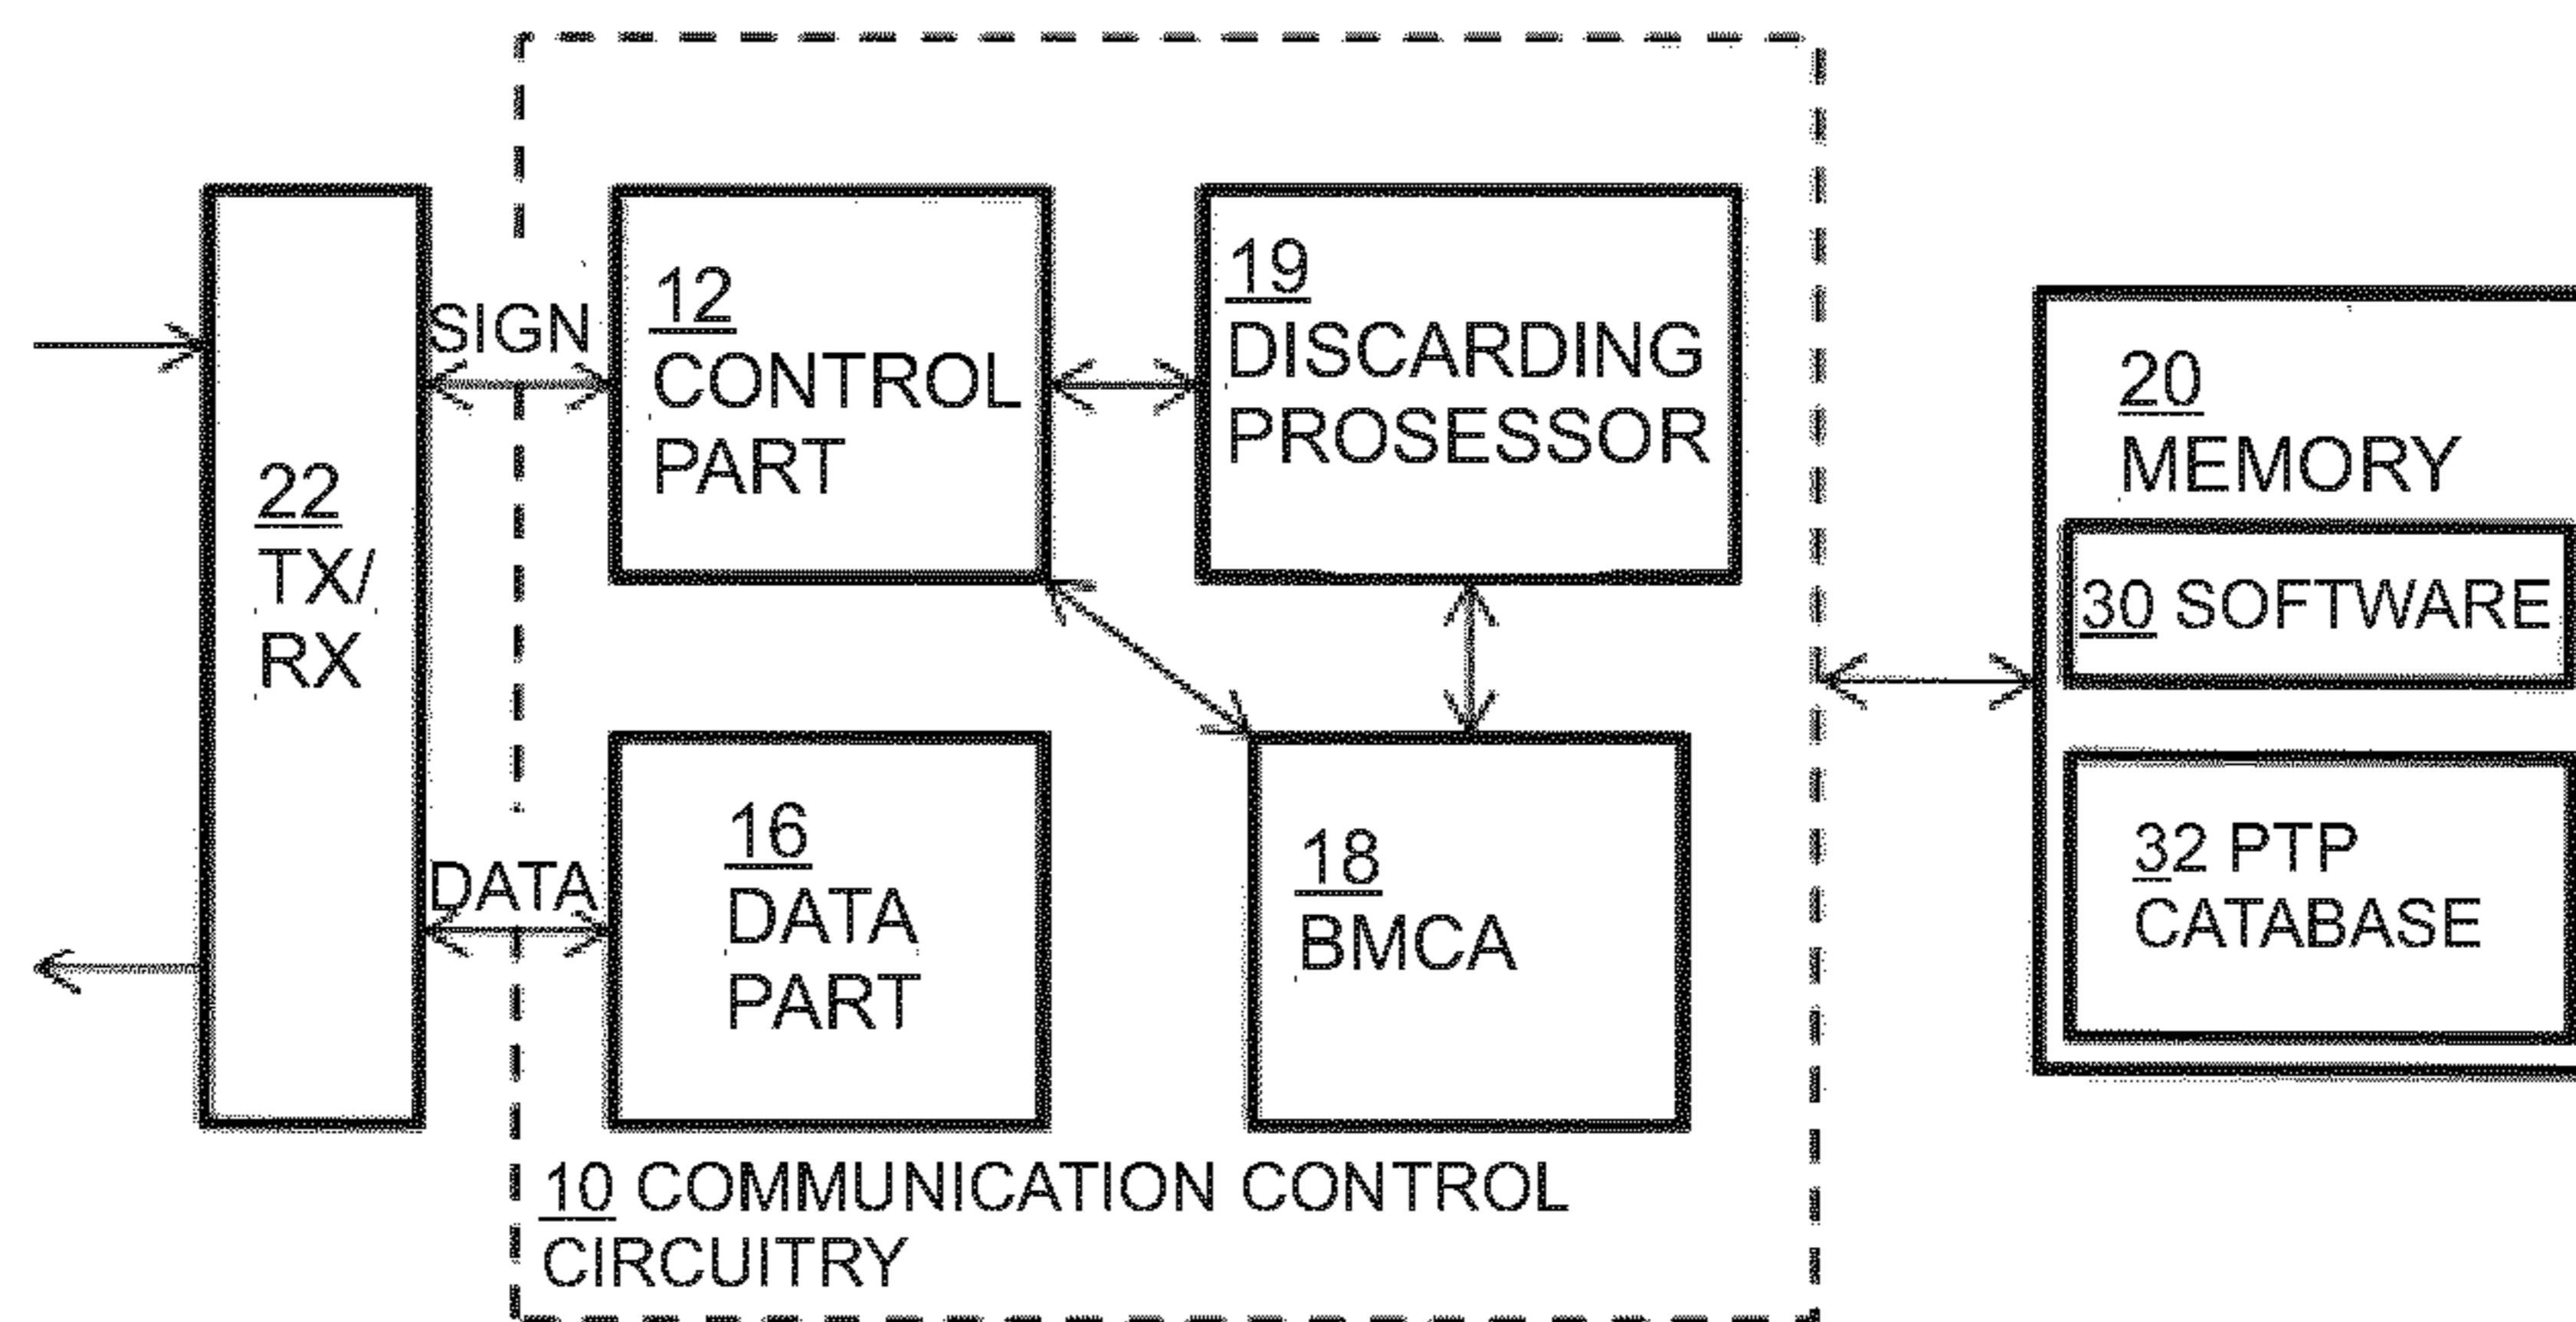 SIGN
12
CONTROL
PART
19
DISCARDING
PROSESSOR
22
TX/
RX
20
MEMORY
30 SOFTWARE
32 PTP
CATABASE
DATA
16
DATA
PART
18
BMCA
10 COMMUNICATION CONTROL
CIRCUITRY